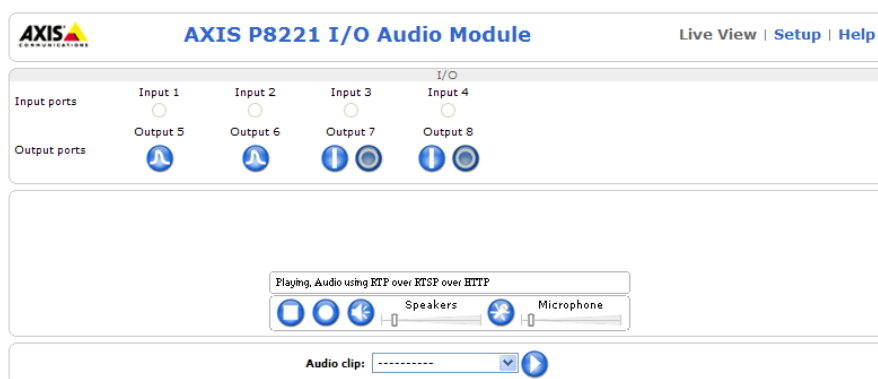 AXIS
COMMUNICATIONS
AXIS P8221 I/O Audio Module
Live View | Setup | Help
I/O
Input ports
Input 1 Input 2 Input 3 Input 4
Output ports
Output 5 Output 6 Output 7 Output 8
Playing, Audio using RTP over RTSP over HTTP
Speakers Microphone
Audio clip: ----------